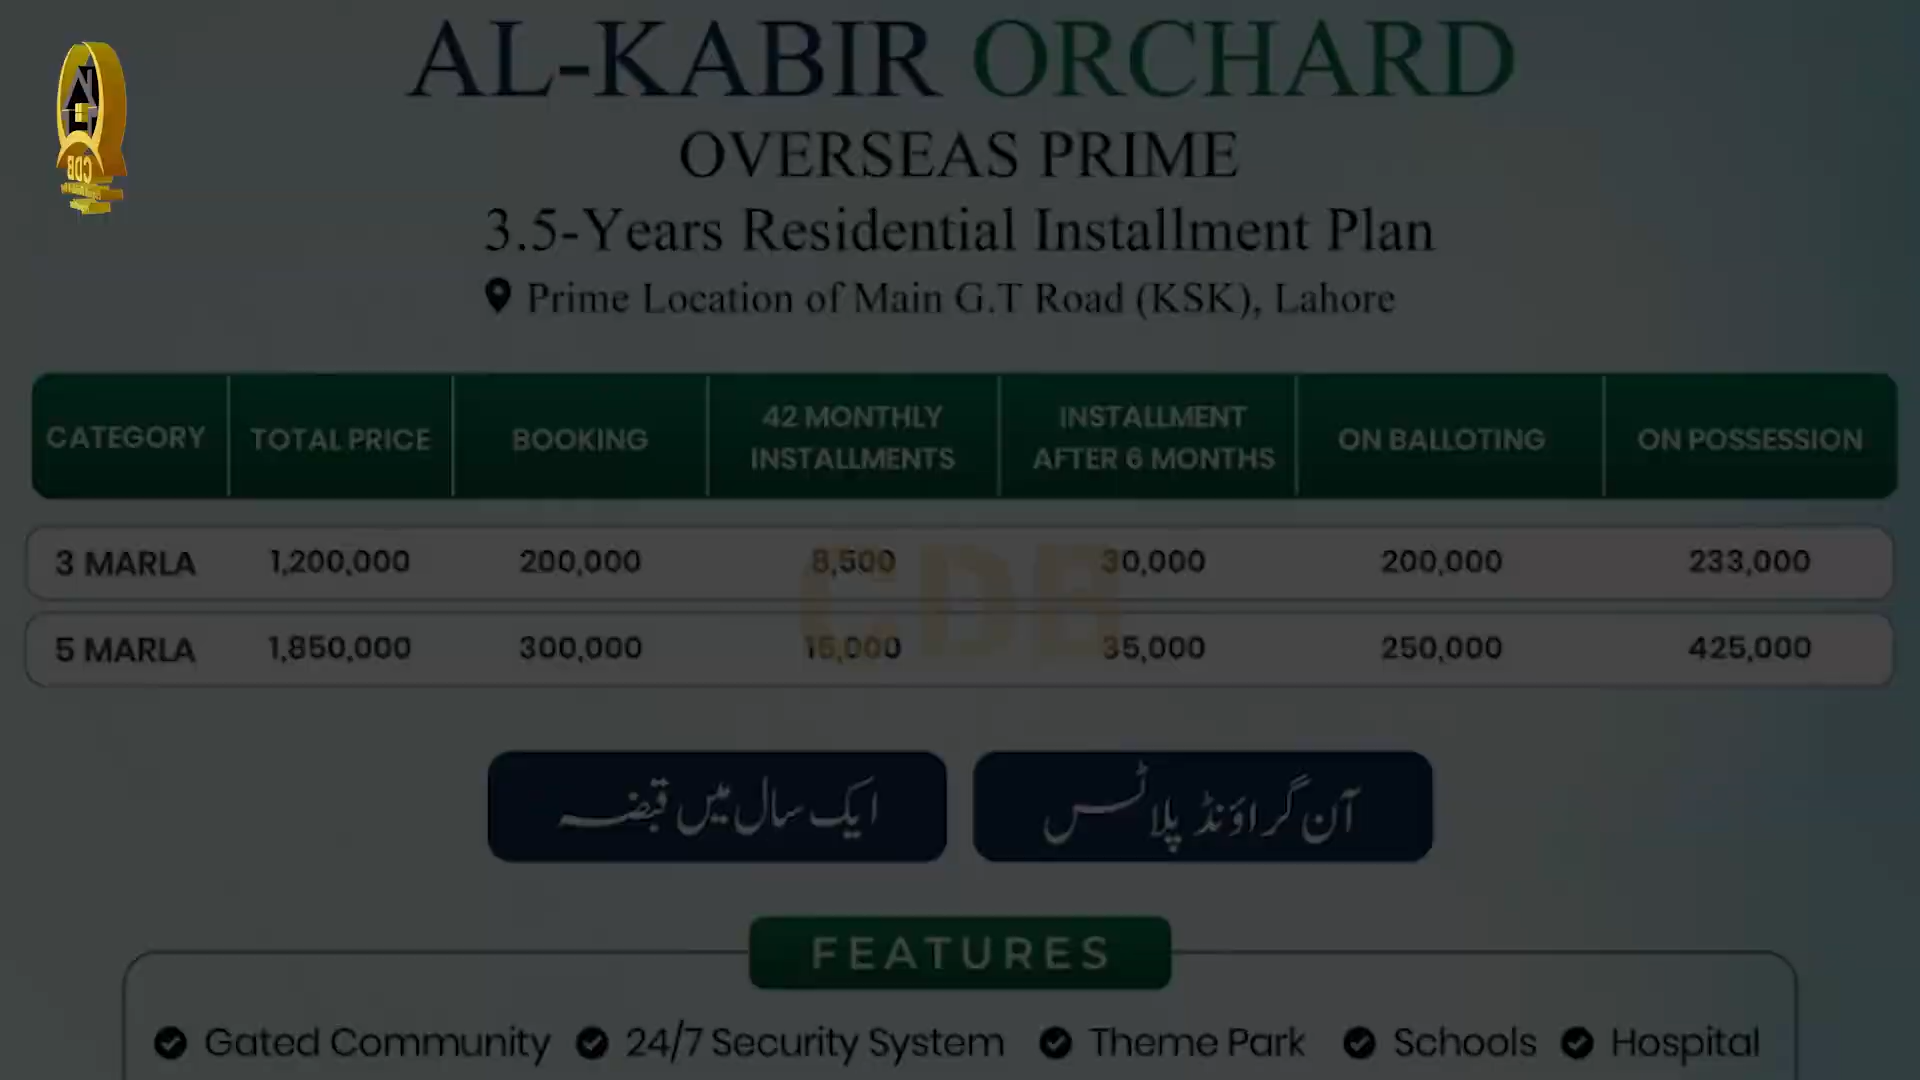 AL-KABIR ORCHARD
OVERSEAS PRIME
3.5-Years Residential Installment Plan
Prime Location of Main G.T Road (KSK), Lahore
CATEGORY TOTAL PRICE BOOKING 42 MONTHLY INSTALLMENTS INSTALLMENT AFTER 6 MONTHS ON BALLOTING ON POSSESSION
3 MARLA 1,200,000 200,000 8,500 30,000 200,000 233,000
5 MARLA 1,850,000 300,000 15,000 35,000 250,000 425,000
CDB
آن گراؤنڈ پلاٹس
ایک سال میں قبضہ
FEATURES
Gated Community 24/7 Security System Theme Park Schools Hospital
CDB